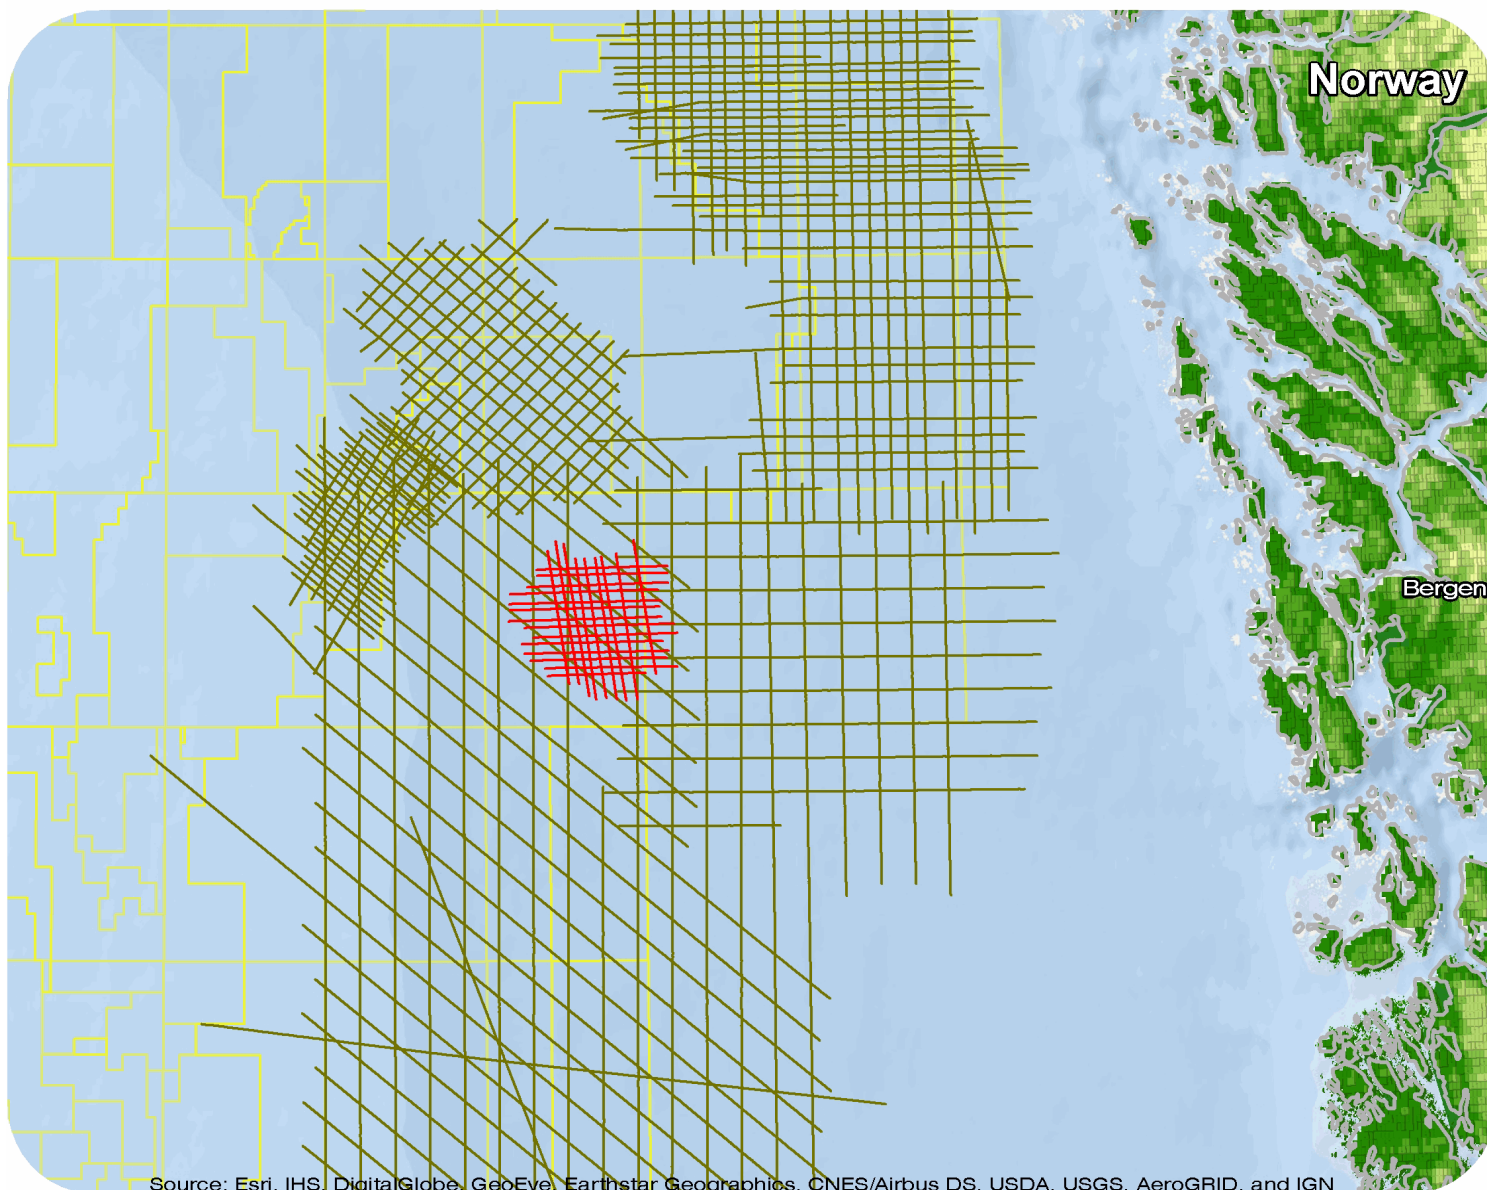 Norway
Bergen
Source: Esri, IHS, DigitalGlobe, GeoEye, Earthstar Geographics, CNES/Airbus DS, USDA, USGS, AeroGRID, and IGN